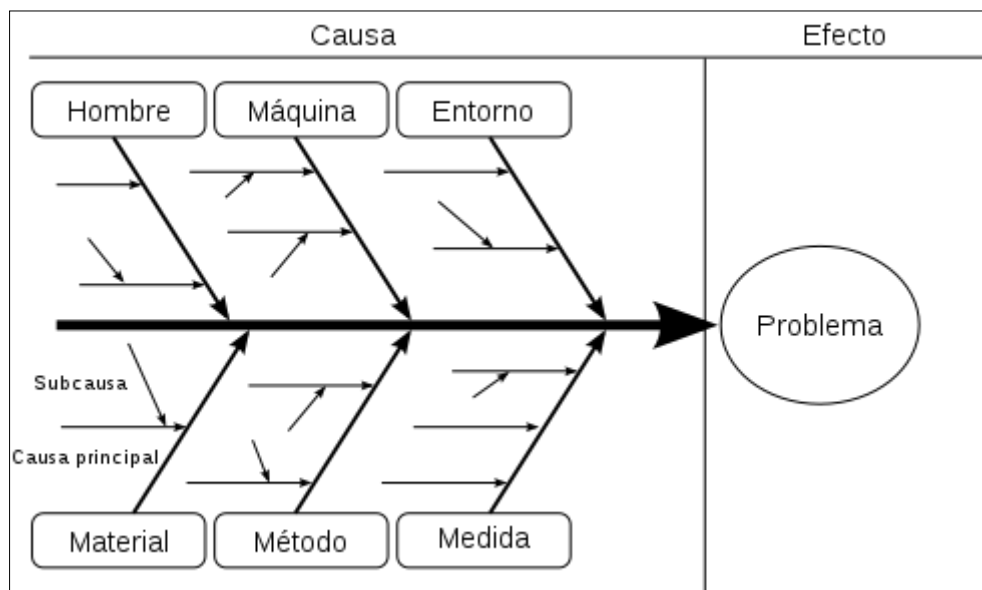 Causa
Efecto
Hombre
Máquina
Entorno
Problema
Subcausa
Causa principal
Material
Método
Medida